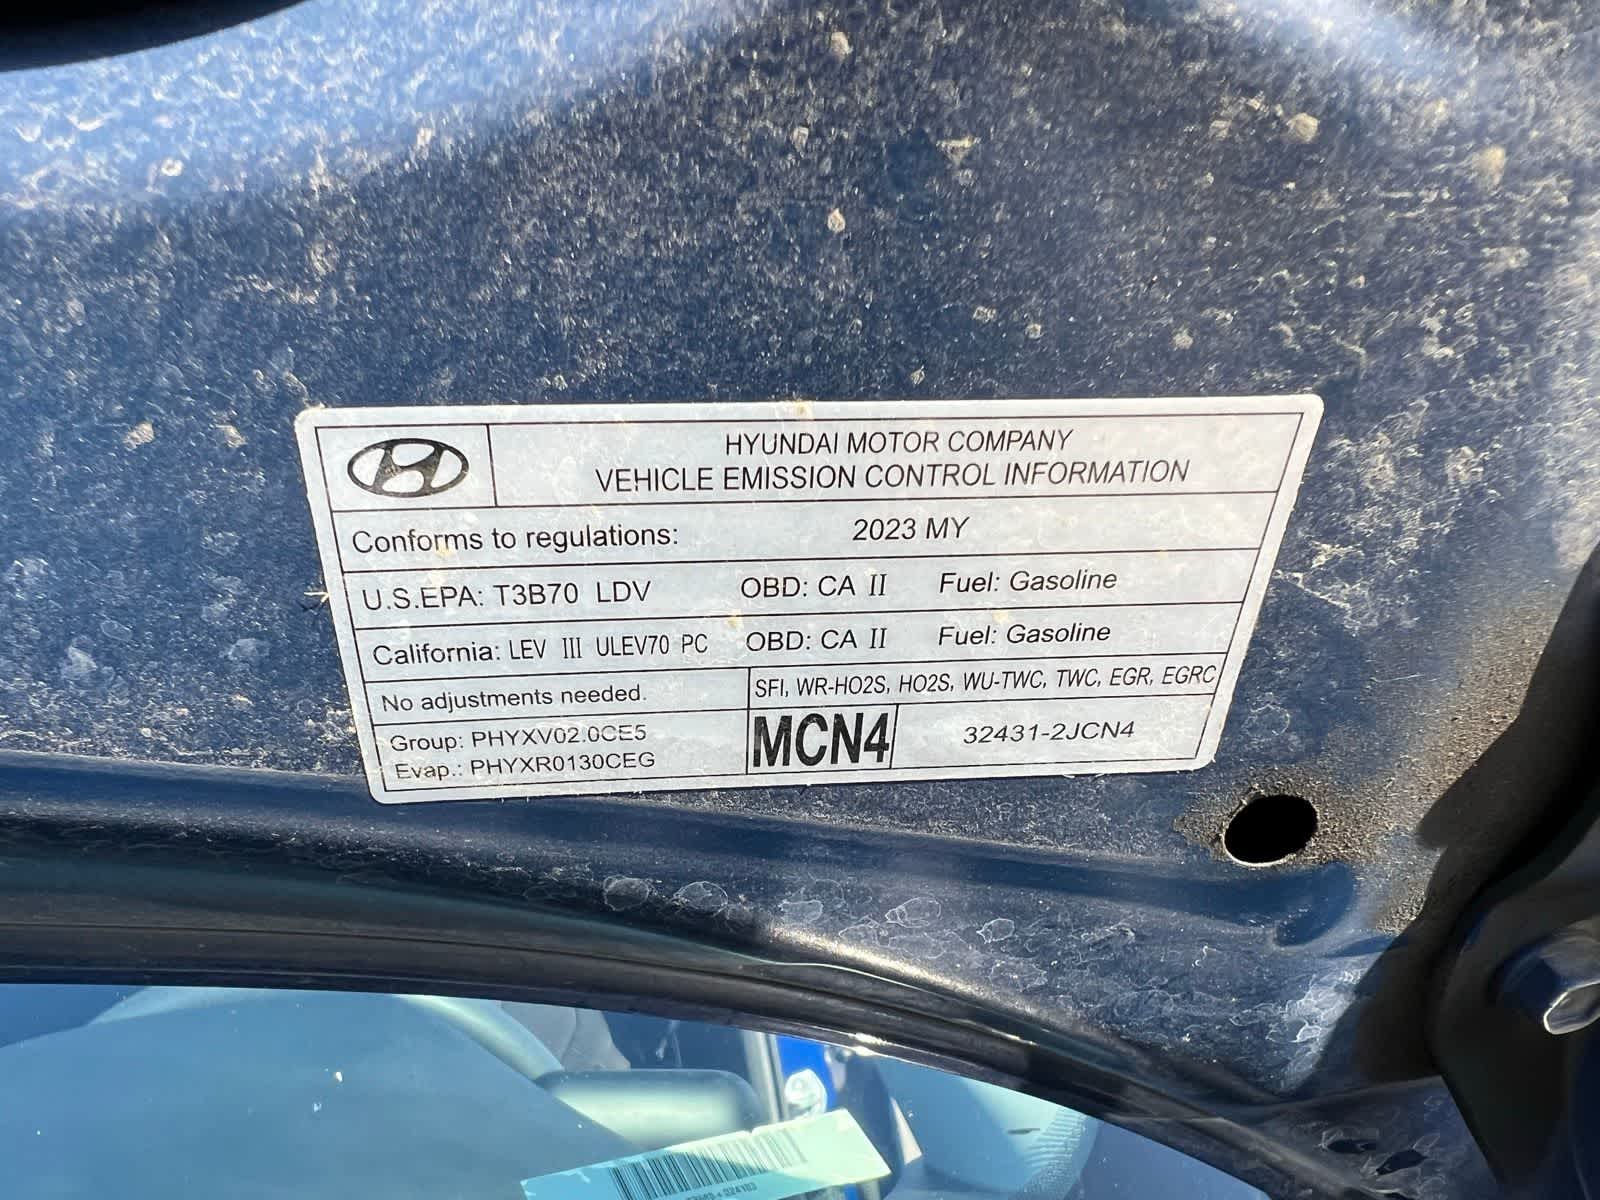 HYUNDAI MOTOR COMPANY
VEHICLE EMISSION CONTROL INFORMATION
Conforms to regulations: 2023 MY
U.S.EPA: T3B70 LDV OBD: CA II Fuel: Gasoline
California: LEV III ULEV70 PC OBD: CA II Fuel: Gasoline
No adjustments needed. SFI, WR-HO2S, HO2S, WU-TWC, TWC, EGR, EGRC
Group: PHYXV02.0CE5
Evap.: PHYXR0130CEG
MCN4 32431-2JCN4